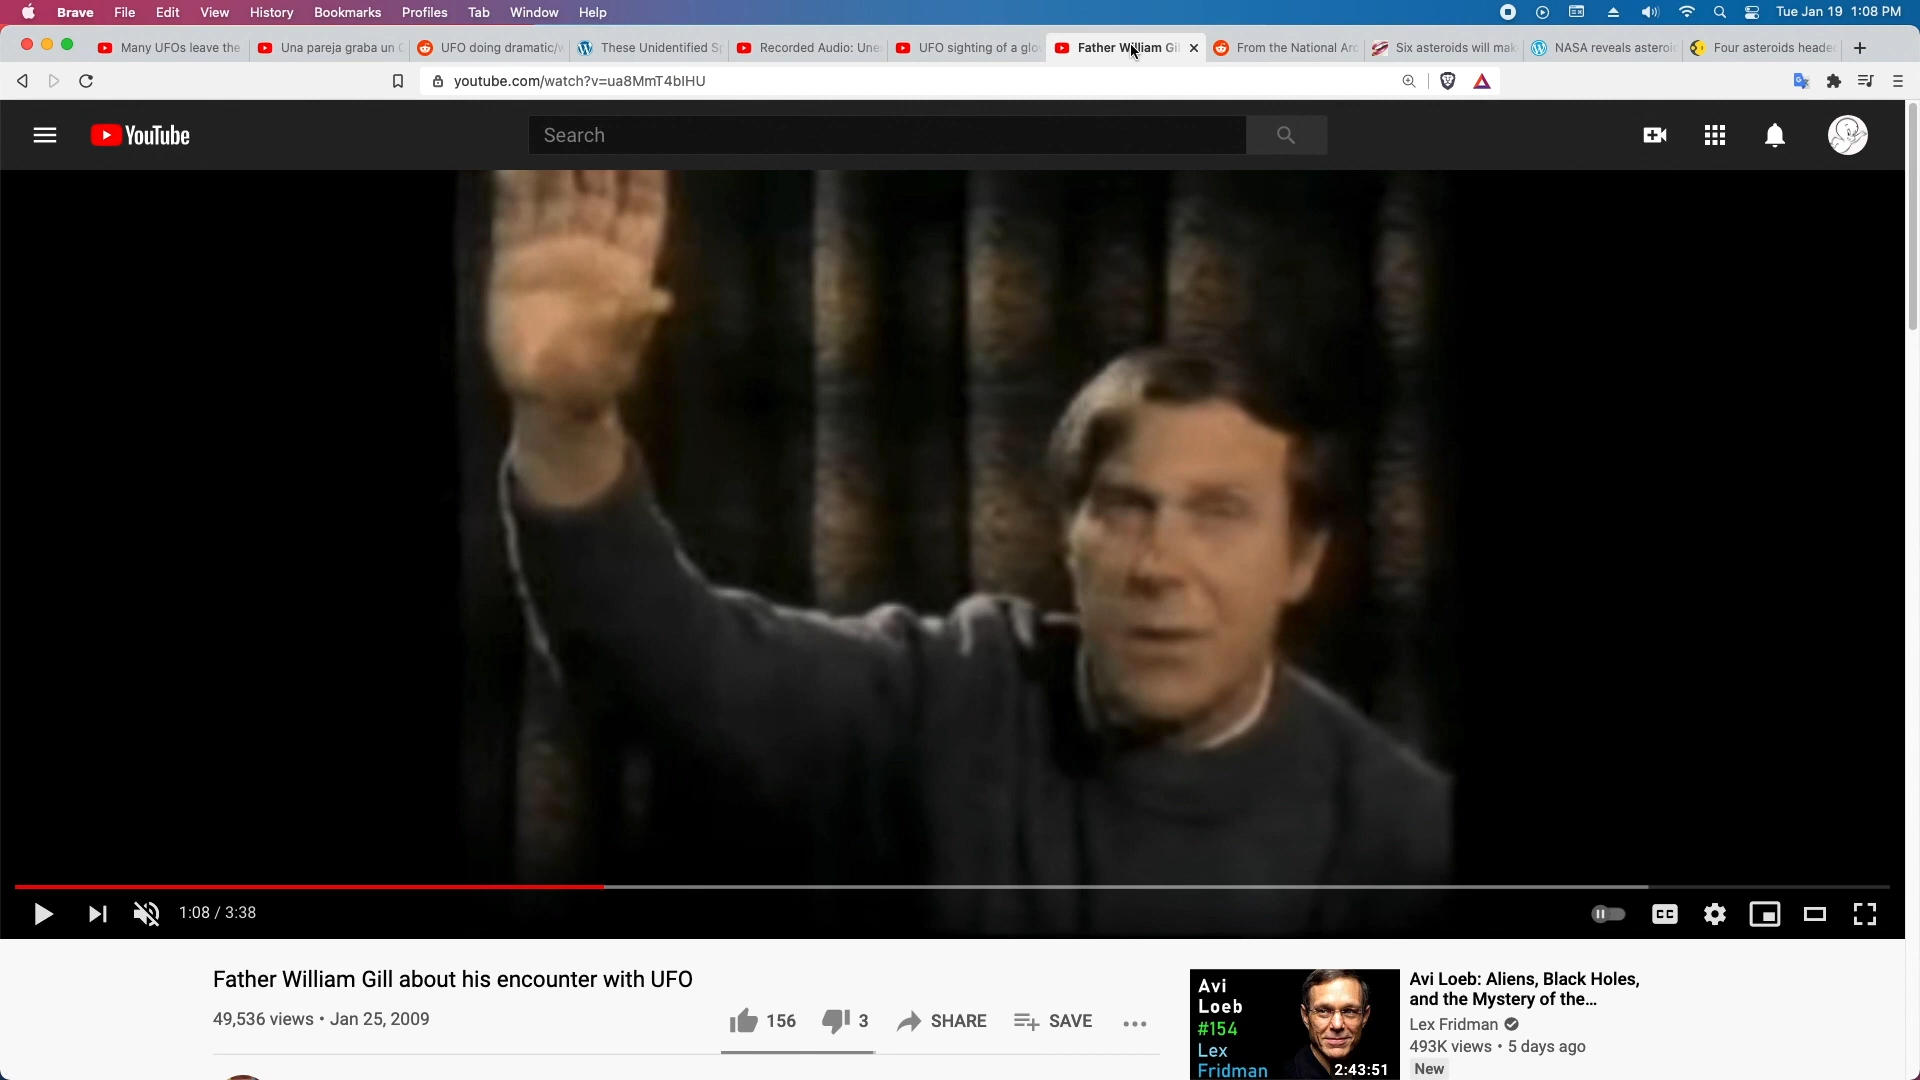 Brave File Edit View History Bookmarks Profiles Tab Window Help Tue Jan 19 1:08 PM
Many UFOs leave the Una pareja graba un UFO doing dramatic/ These Unidentified Recorded Audio: Une UFO sighting of a glo Father William Gil From the National Arc Six asteroids will mak NASA reveals asteroi Four asteroids heade
youtube.com/watch?v=ua8MmT4bIHU
YouTube Search
1:08 / 3:38 CC
Father William Gill about his encounter with UFO
49,536 views • Jan 25, 2009
156 3 SHARE SAVE
Avi
Loeb
#154
Lex
Fridman
2:43:51
Avi Loeb: Aliens, Black Holes,
and the Mystery of the...
Lex Fridman
493K views • 5 days ago
New